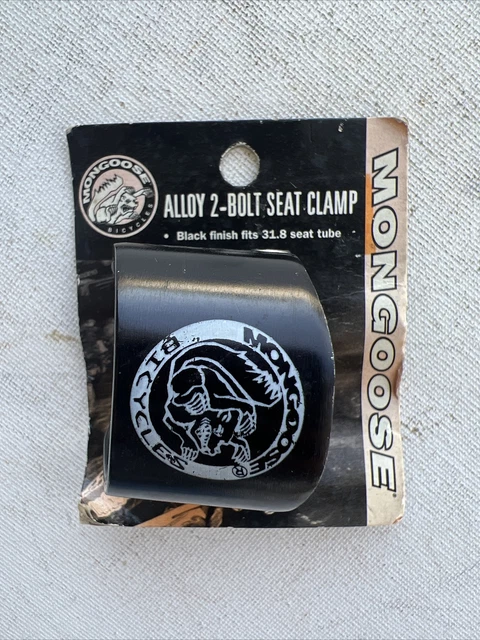 MONGOOSE
BICYCLES
ALLOY 2-BOLT SEAT CLAMP
• Black finish fits 31.8 seat tube
MONGOOSE
MONGOOSE®
BICYCLES